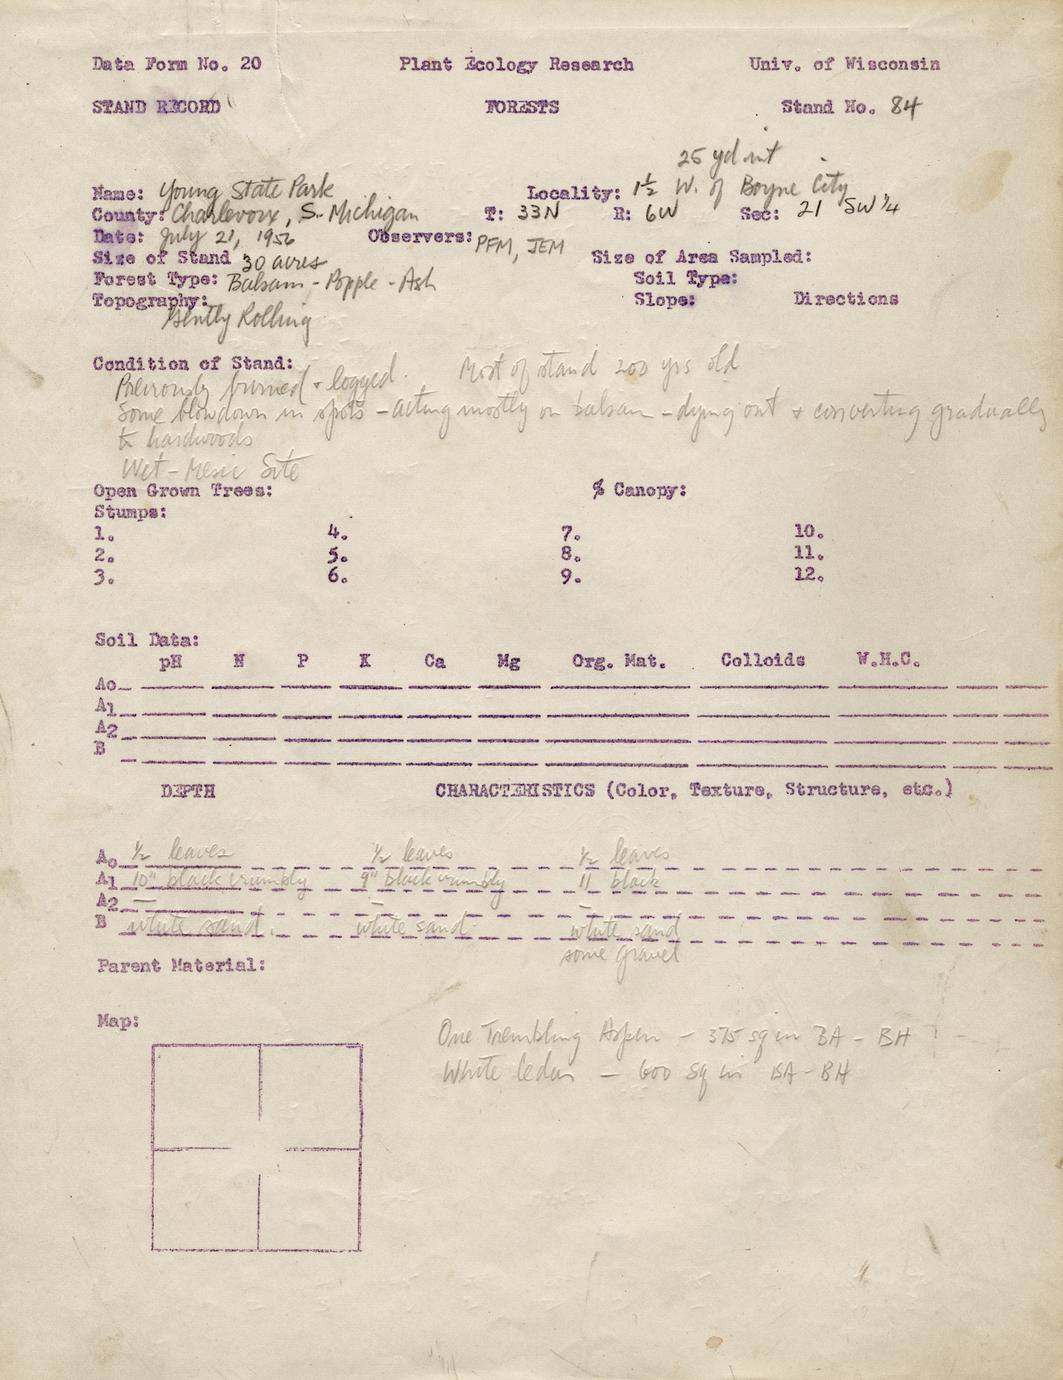 Data Form No. 20 Plant Ecology Research Univ. of Wisconsin
STAND RECORD FORESTS Stand No. 84
25 yd int
Name: Young State Park Locality: 1½ W. of Boyne City
County: Charlevoix, S. Michigan T: 33N R: 6W Sec: 21 SW ¼
Date: July 21, 1956 Observers: PFM, JEM
Size of Stand 30 acres Size of Area Sampled:
Forest Type: Balsam - Popple - Ash Soil Type:
Topography: Gently Rolling Slope: Directions
Condition of Stand:
Previously burned + logged. Most of stand 200 yrs old
Some blowdown in spots - acting mostly on balsam - dying out + converting gradually
to hardwoods
Wet-Mesic Site
Open Grown Trees: % Canopy:
Stumps:
1. 4. 7. 10.
2. 5. 8. 11.
3. 6. 9. 12.
Soil Data:
pH N P K Ca Mg Org. Mat. Colloids W.H.C.
Ao
A1
A2
B
DEPTH CHARACTERISTICS (Color, Texture, Structure, etc.)
Ao ½ leaves ½ leaves ½ leaves
A1 10" black crumbly 9" black crumbly 11 black
A2 — — —
B white sand. white sand white sand
some gravel
Parent Material:
Map:
One Trembling Aspen - 375 sq in BA - BH
White Cedar - 600 sq in BA - BH